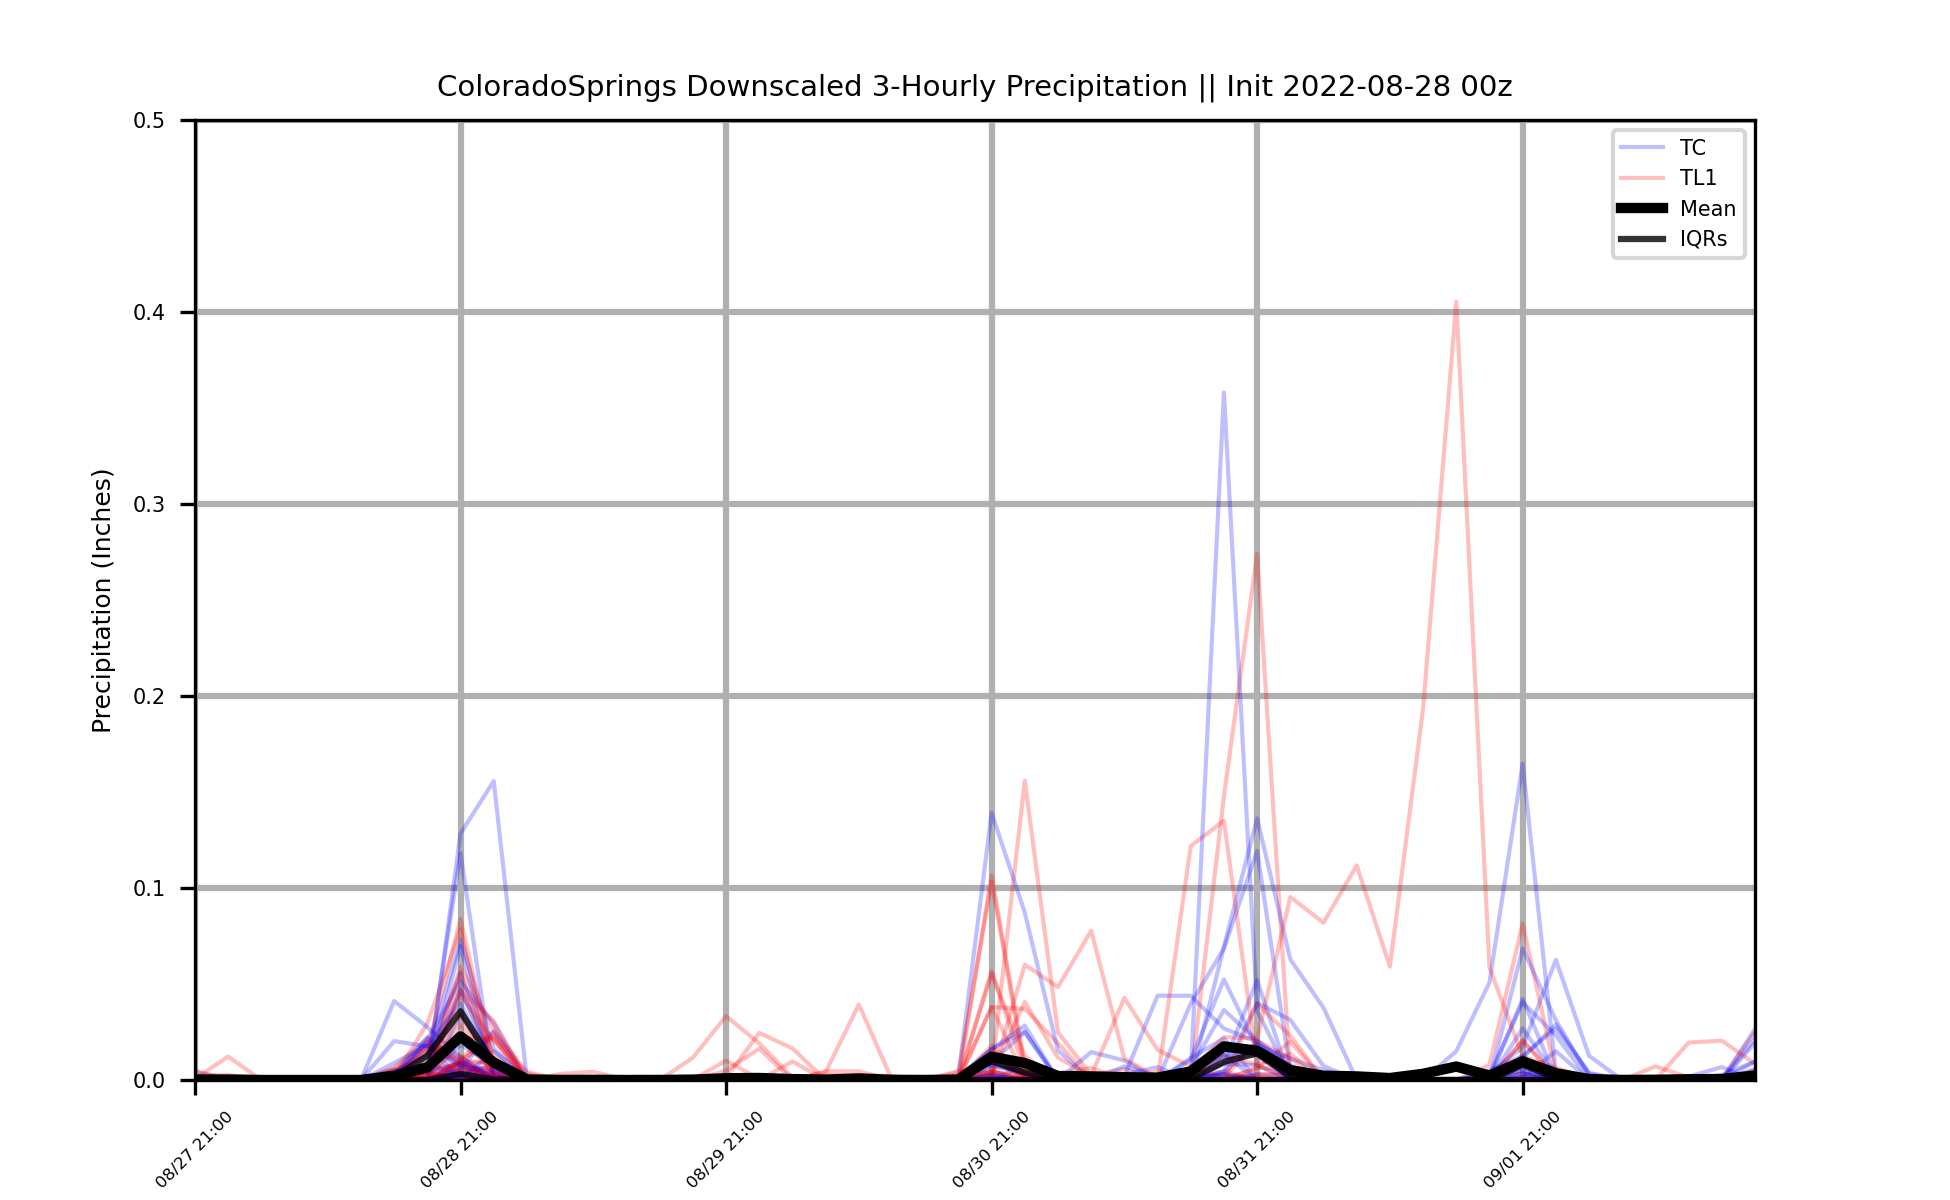 ColoradoSprings Downscaled 3-Hourly Precipitation || Init 2022-08-28 00z
Precipitation (Inches)
0.5
0.4
0.3
0.2
0.1
0.0
TC
TL1
Mean
IQRs
08/27 21:00
08/28 21:00
08/29 21:00
08/30 21:00
08/31 21:00
09/01 21:00